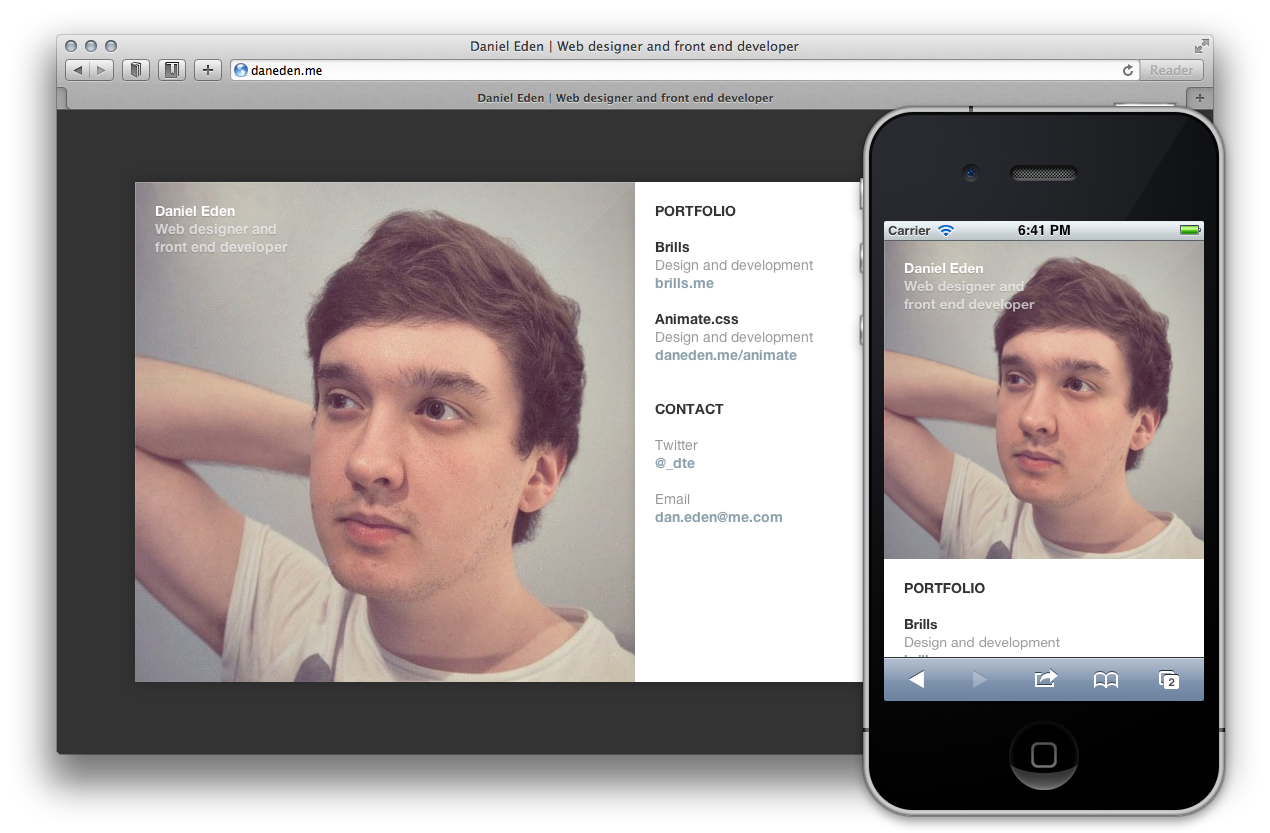 Daniel Eden | Web designer and front end developer
daneden.me
Reader
Daniel Eden | Web designer and front end developer
Daniel Eden
Web designer and
front end developer
PORTFOLIO
Brills
Design and development
brills.me
Animate.css
Design and development
daneden.me/animate
CONTACT
Twitter
@_dte
Email
dan.eden@me.com
Carrier
6:41 PM
Daniel Eden
Web designer and
front end developer
PORTFOLIO
Brills
Design and development
2